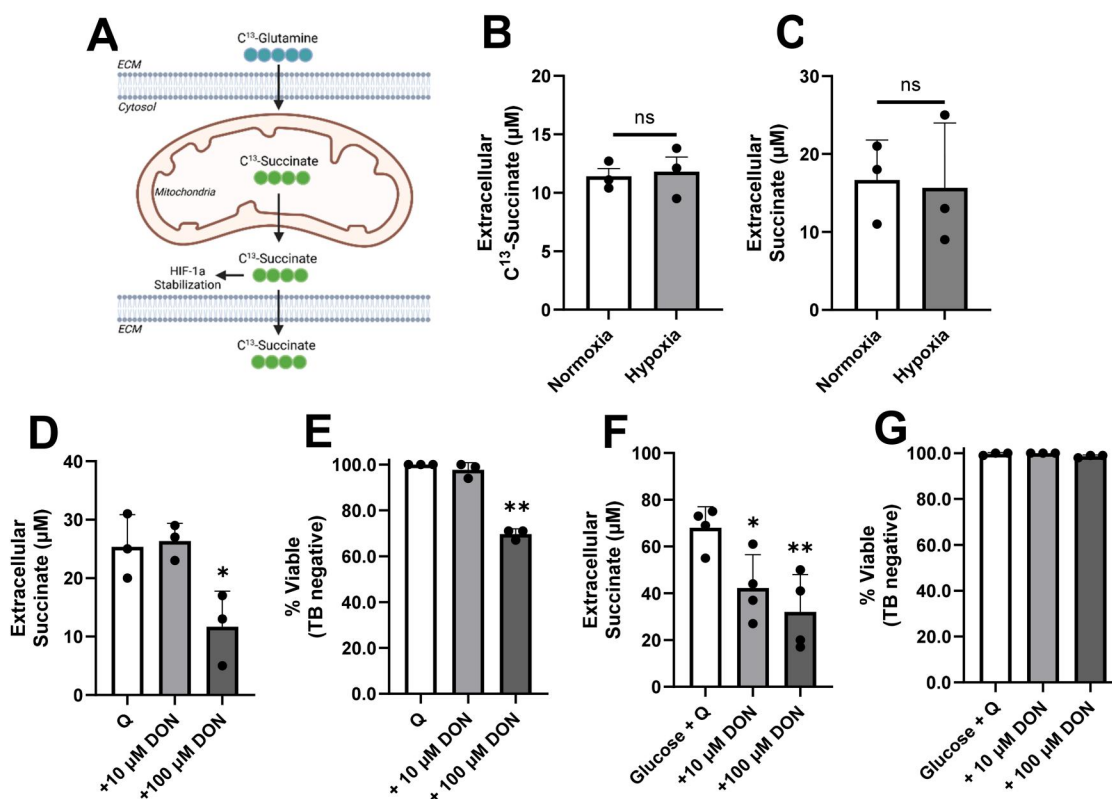 A
C¹³-Glutamine
ECM
Cytosol
C¹³-Succinate
Mitochondria
C¹³-Succinate
HIF-1a
Stabilization
ECM
C¹³-Succinate
B
Extracellular
C¹³-Succinate (µM)
20
15
10
5
0
ns
Normoxia
Hypoxia
C
Extracellular
Succinate (µM)
30
20
10
0
ns
Normoxia
Hypoxia
D
Extracellular
Succinate (µM)
40
30
20
10
0
*
Q
+10 µM DON
+100 µM DON
E
% Viable
(TB negative)
100.0
80.0
60.0
40.0
20.0
0.0
**
Q
+ 10 µM DON
+ 100 µM DON
F
Extracellular
Succinate (µM)
100
80
60
40
20
0
*
**
Glucose + Q
+10 µM DON
+100 µM DON
G
% Viable
(TB negative)
100.0
80.0
60.0
40.0
20.0
0.0
Glucose + Q
+ 10 µM DON
+ 100 µM DON